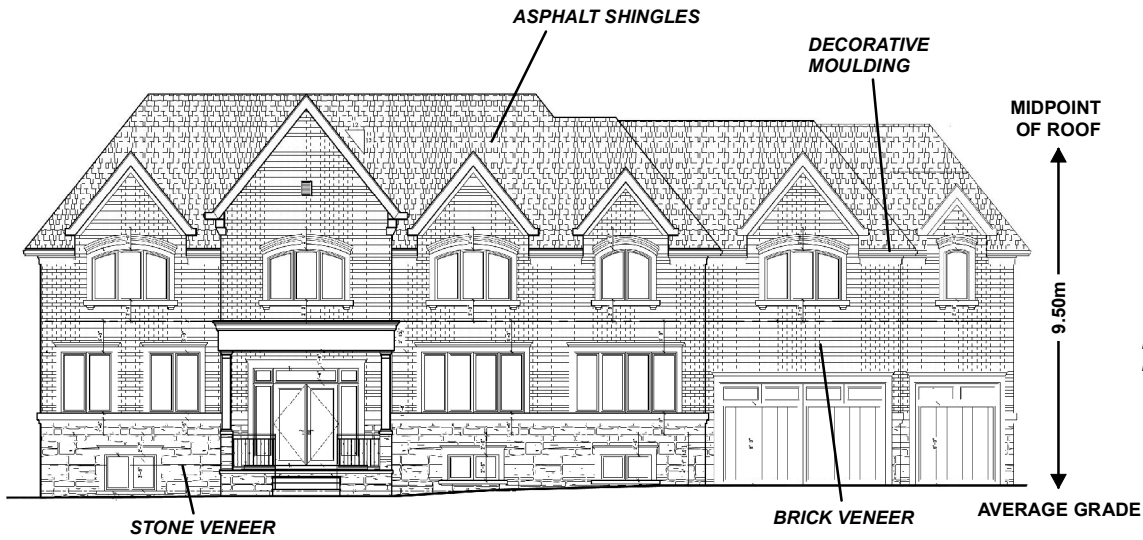 ASPHALT SHINGLES
DECORATIVE
MOULDING
MIDPOINT
OF ROOF
9.50m
STONE VENEER
BRICK VENEER
AVERAGE GRADE